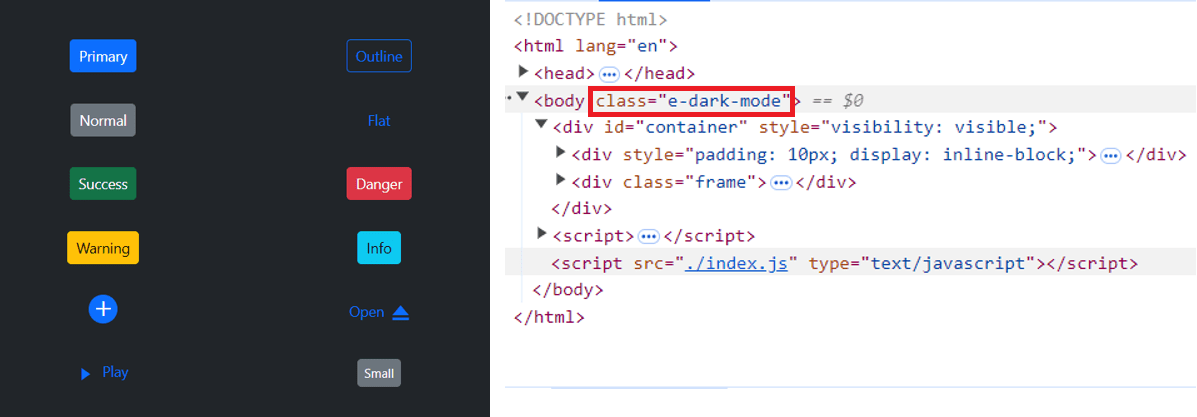 Primary
Outline
Normal
Flat
Success
Danger
Warning
Info
Open
Play
Small
<!DOCTYPE html>
<html lang="en">
<head> ••• </head>
<body class="e-dark-mode"> == $0
<div id="container" style="visibility: visible;">
<div style="padding: 10px; display: inline-block;"> ••• </div>
<div class="frame"> ••• </div>
</div>
<script> ••• </script>
<script src="./index.js" type="text/javascript"></script>
</body>
</html>